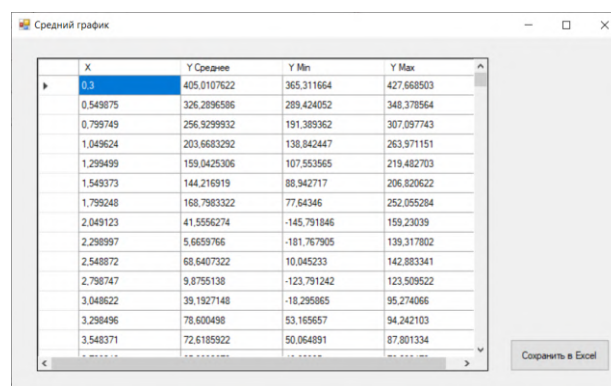 Средний график
X Y Среднее Y Min Y Max
0,3 405,0107622 365,311664 427,668503
0,549875 326,2896586 289,424052 348,378564
0,799749 256,9299932 191,389362 307,097743
1,049624 203,6683292 138,842447 263,971151
1,299499 159,0425306 107,553565 219,482703
1,549373 144,216919 88,942717 206,820622
1,799248 168,7983322 77,64346 252,055284
2,049123 41,5556274 -145,791846 159,23039
2,298997 5,6659766 -181,767905 139,317802
2,548872 68,6407322 10,045233 142,883341
2,798747 9,8755138 -123,791242 123,509522
3,048622 39,1927148 -18,295865 95,274066
3,298496 78,600498 53,165657 94,242103
3,548371 72,6185922 50,064891 87,801334
Сохранить в Excel